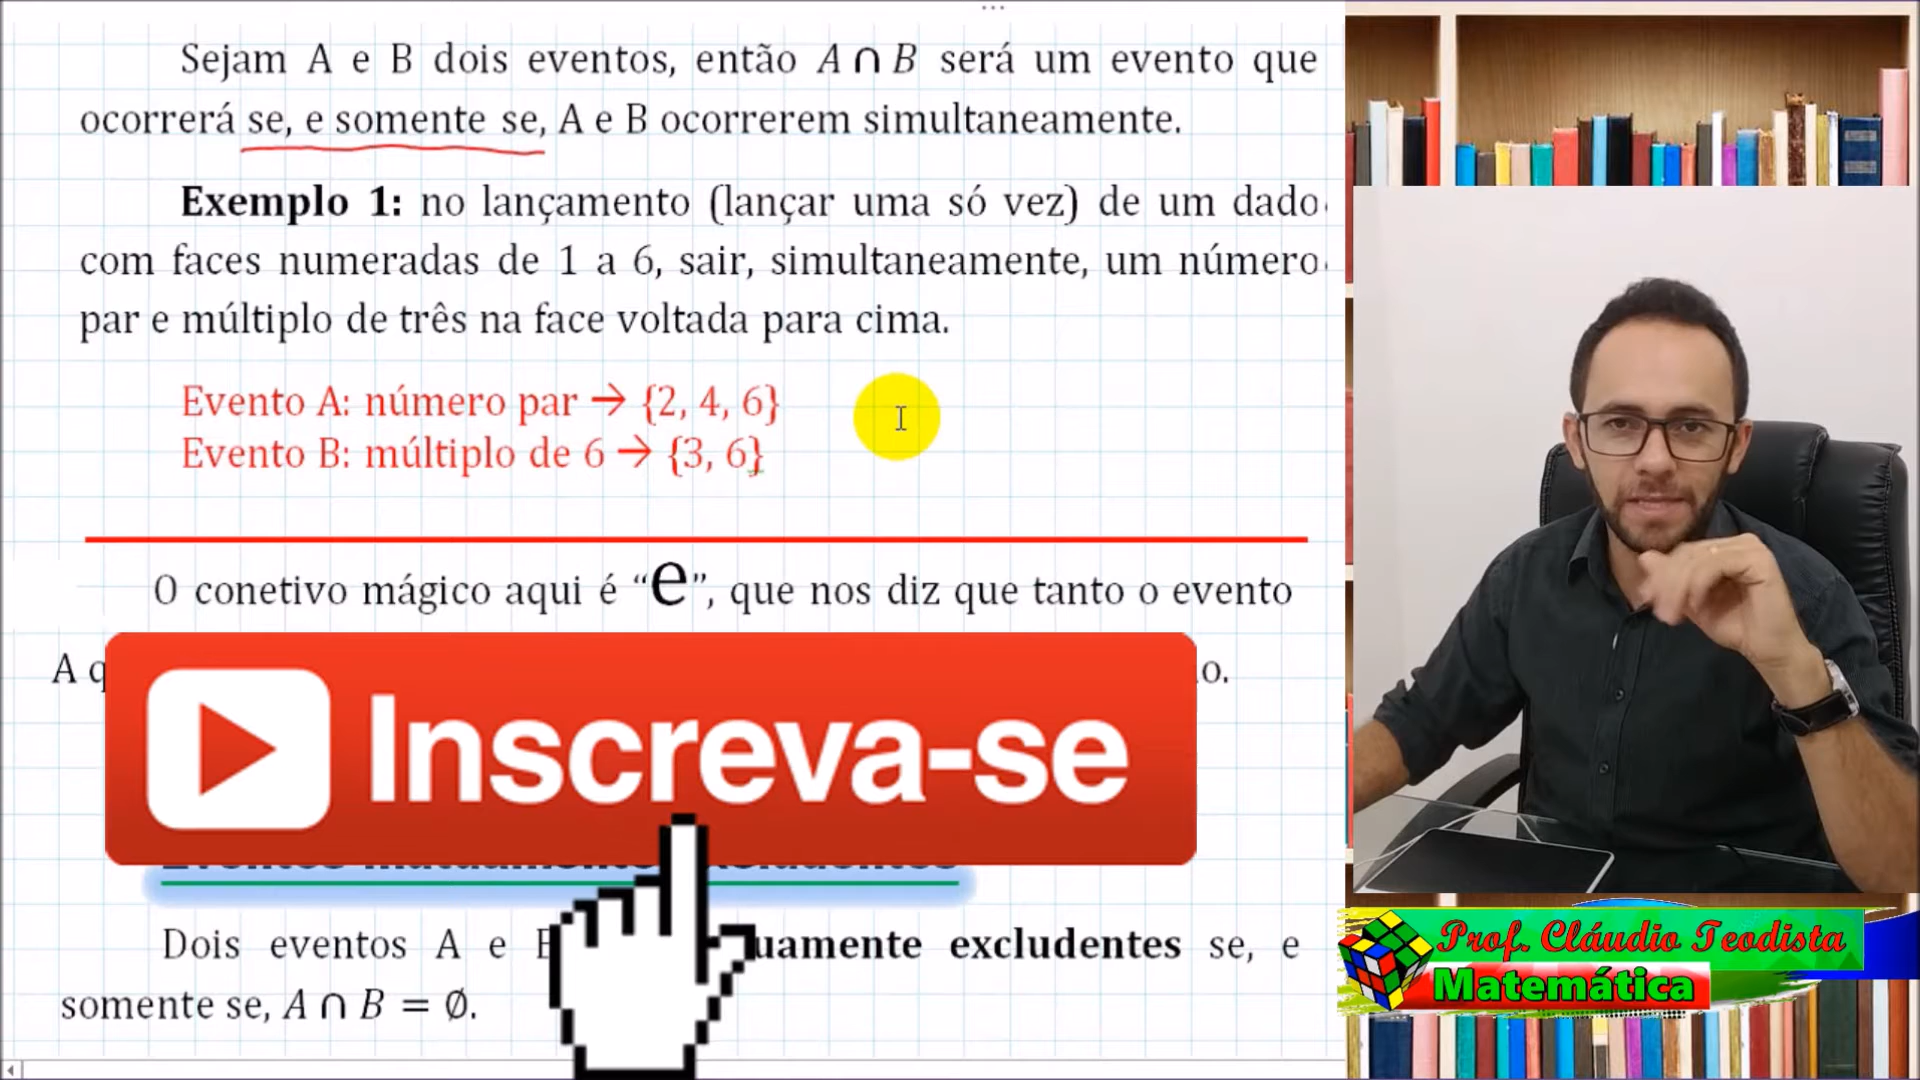 Sejam A e B dois eventos, então A ∩ B será um evento que
ocorrerá se, e somente se, A e B ocorrerem simultaneamente.
Exemplo 1: no lançamento (lançar uma só vez) de um dado
com faces numeradas de 1 a 6, sair, simultaneamente, um número
par e múltiplo de três na face voltada para cima.
Evento A: número par → {2, 4, 6}
Evento B: múltiplo de 6 → {3, 6}
O conetivo mágico aqui é “e”, que nos diz que tanto o evento
A
Inscreva-se
Dois eventos A e excludentes se, e
somente se, A ∩ B = ∅.
Prof. Cláudio Teodista
Matemática